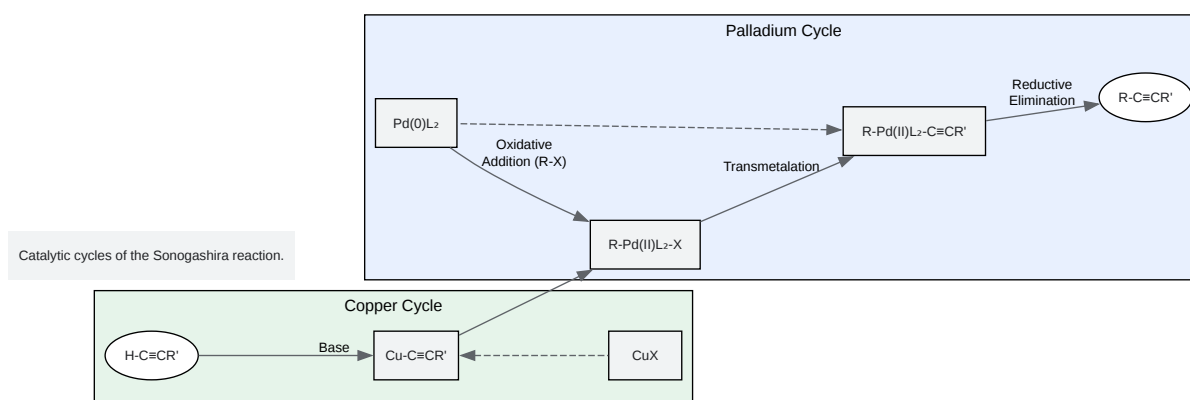 Palladium Cycle
Pd(0)L₂
Oxidative
Addition (R-X)
R-Pd(II)L₂-X
Transmetalation
R-Pd(II)L₂-C≡CR'
Reductive
Elimination
R-C≡CR'
Catalytic cycles of the Sonogashira reaction.
Copper Cycle
H-C≡CR'
Base
Cu-C≡CR'
CuX